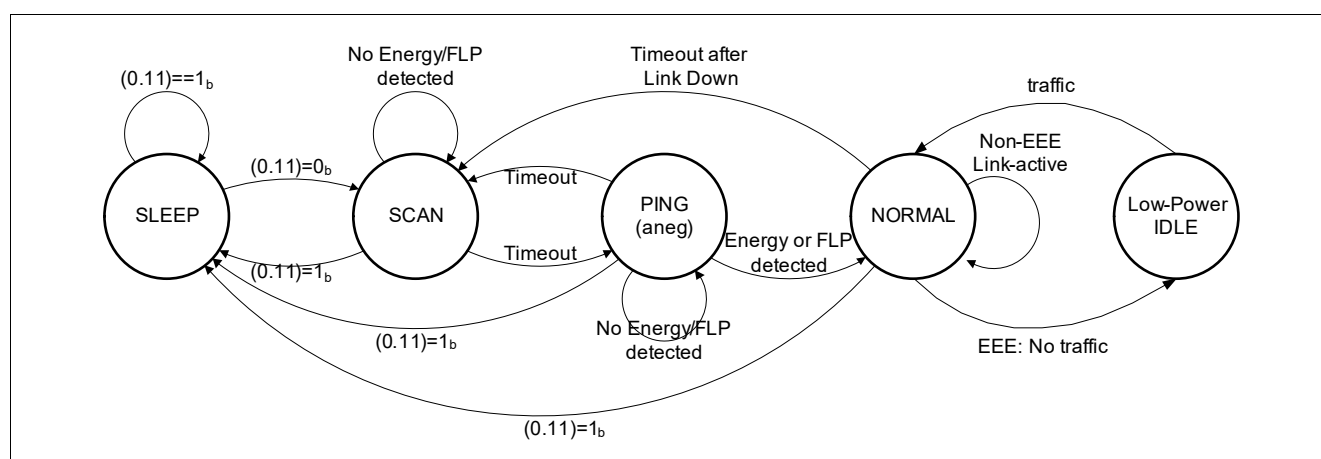 No Energy/FLP
detected
Timeout after
Link Down
(0.11)==1b
traffic
Non-EEE
Link-active
(0.11)=0b
Timeout
SLEEP
SCAN
PING
(aneg)
NORMAL
Low-Power
IDLE
Energy or FLP
detected
Timeout
(0.11)=1b
No Energy/FLP
detected
(0.11)=1b
EEE: No traffic
(0.11)=1b